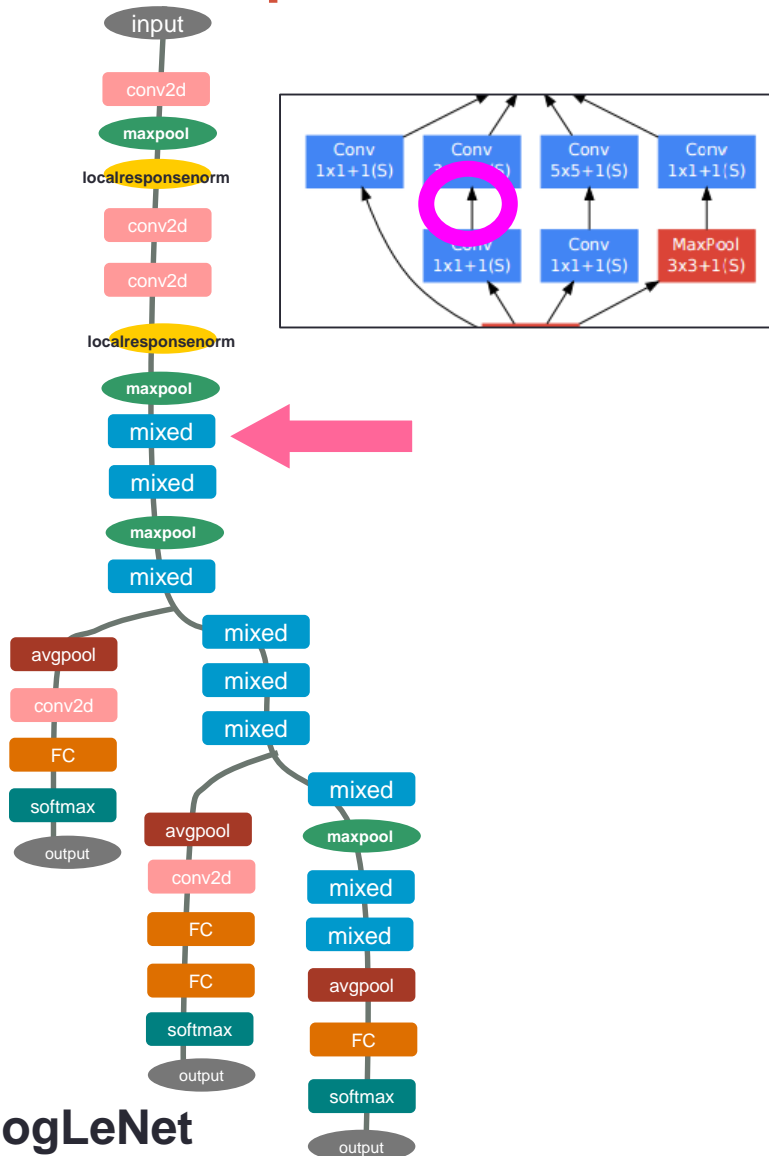 input
conv2d
maxpool
localresponsenorm
conv2d
conv2d
localresponsenorm
maxpool
mixed
mixed
maxpool
mixed
Conv
1x1+1(S)
Conv
Conv
5x5+1(S)
Conv
1x1+1(S)
Conv
1x1+1(S)
Conv
1x1+1(S)
MaxPool
3x3+1(S)
avgpool
conv2d
FC
softmax
output
mixed
mixed
mixed
avgpool
conv2d
FC
FC
softmax
output
mixed
maxpool
mixed
mixed
avgpool
FC
softmax
output
ogLeNet